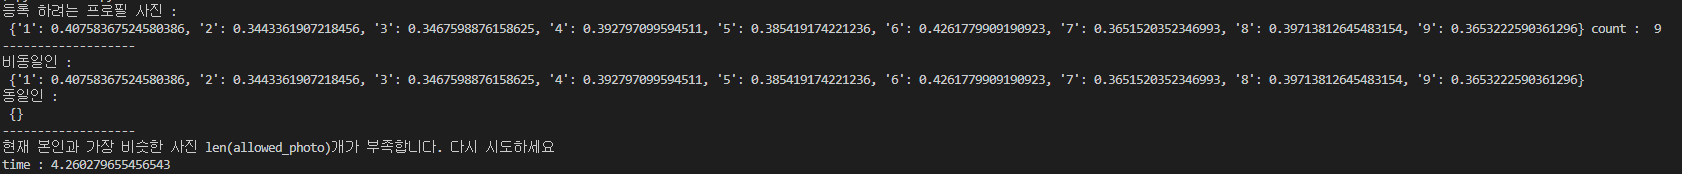 등록 하려는 프로필 사진 :
{'1': 0.40758367524580386, '2': 0.3443361907218456, '3': 0.3467598876158625, '4': 0.392797099594511, '5': 0.385419174221236, '6': 0.4261779909190923, '7': 0.3651520352346993, '8': 0.39713812645483154, '9': 0.3653222590361296} count :  9
-------------------
비동일인 :
{'1': 0.40758367524580386, '2': 0.3443361907218456, '3': 0.3467598876158625, '4': 0.392797099594511, '5': 0.385419174221236, '6': 0.4261779909190923, '7': 0.3651520352346993, '8': 0.39713812645483154, '9': 0.3653222590361296}
동일인 :
{}
-------------------
현재 본인과 가장 비슷한 사진 len(allowed_photo)개가 부족합니다. 다시 시도하세요
time : 4.260279655456543